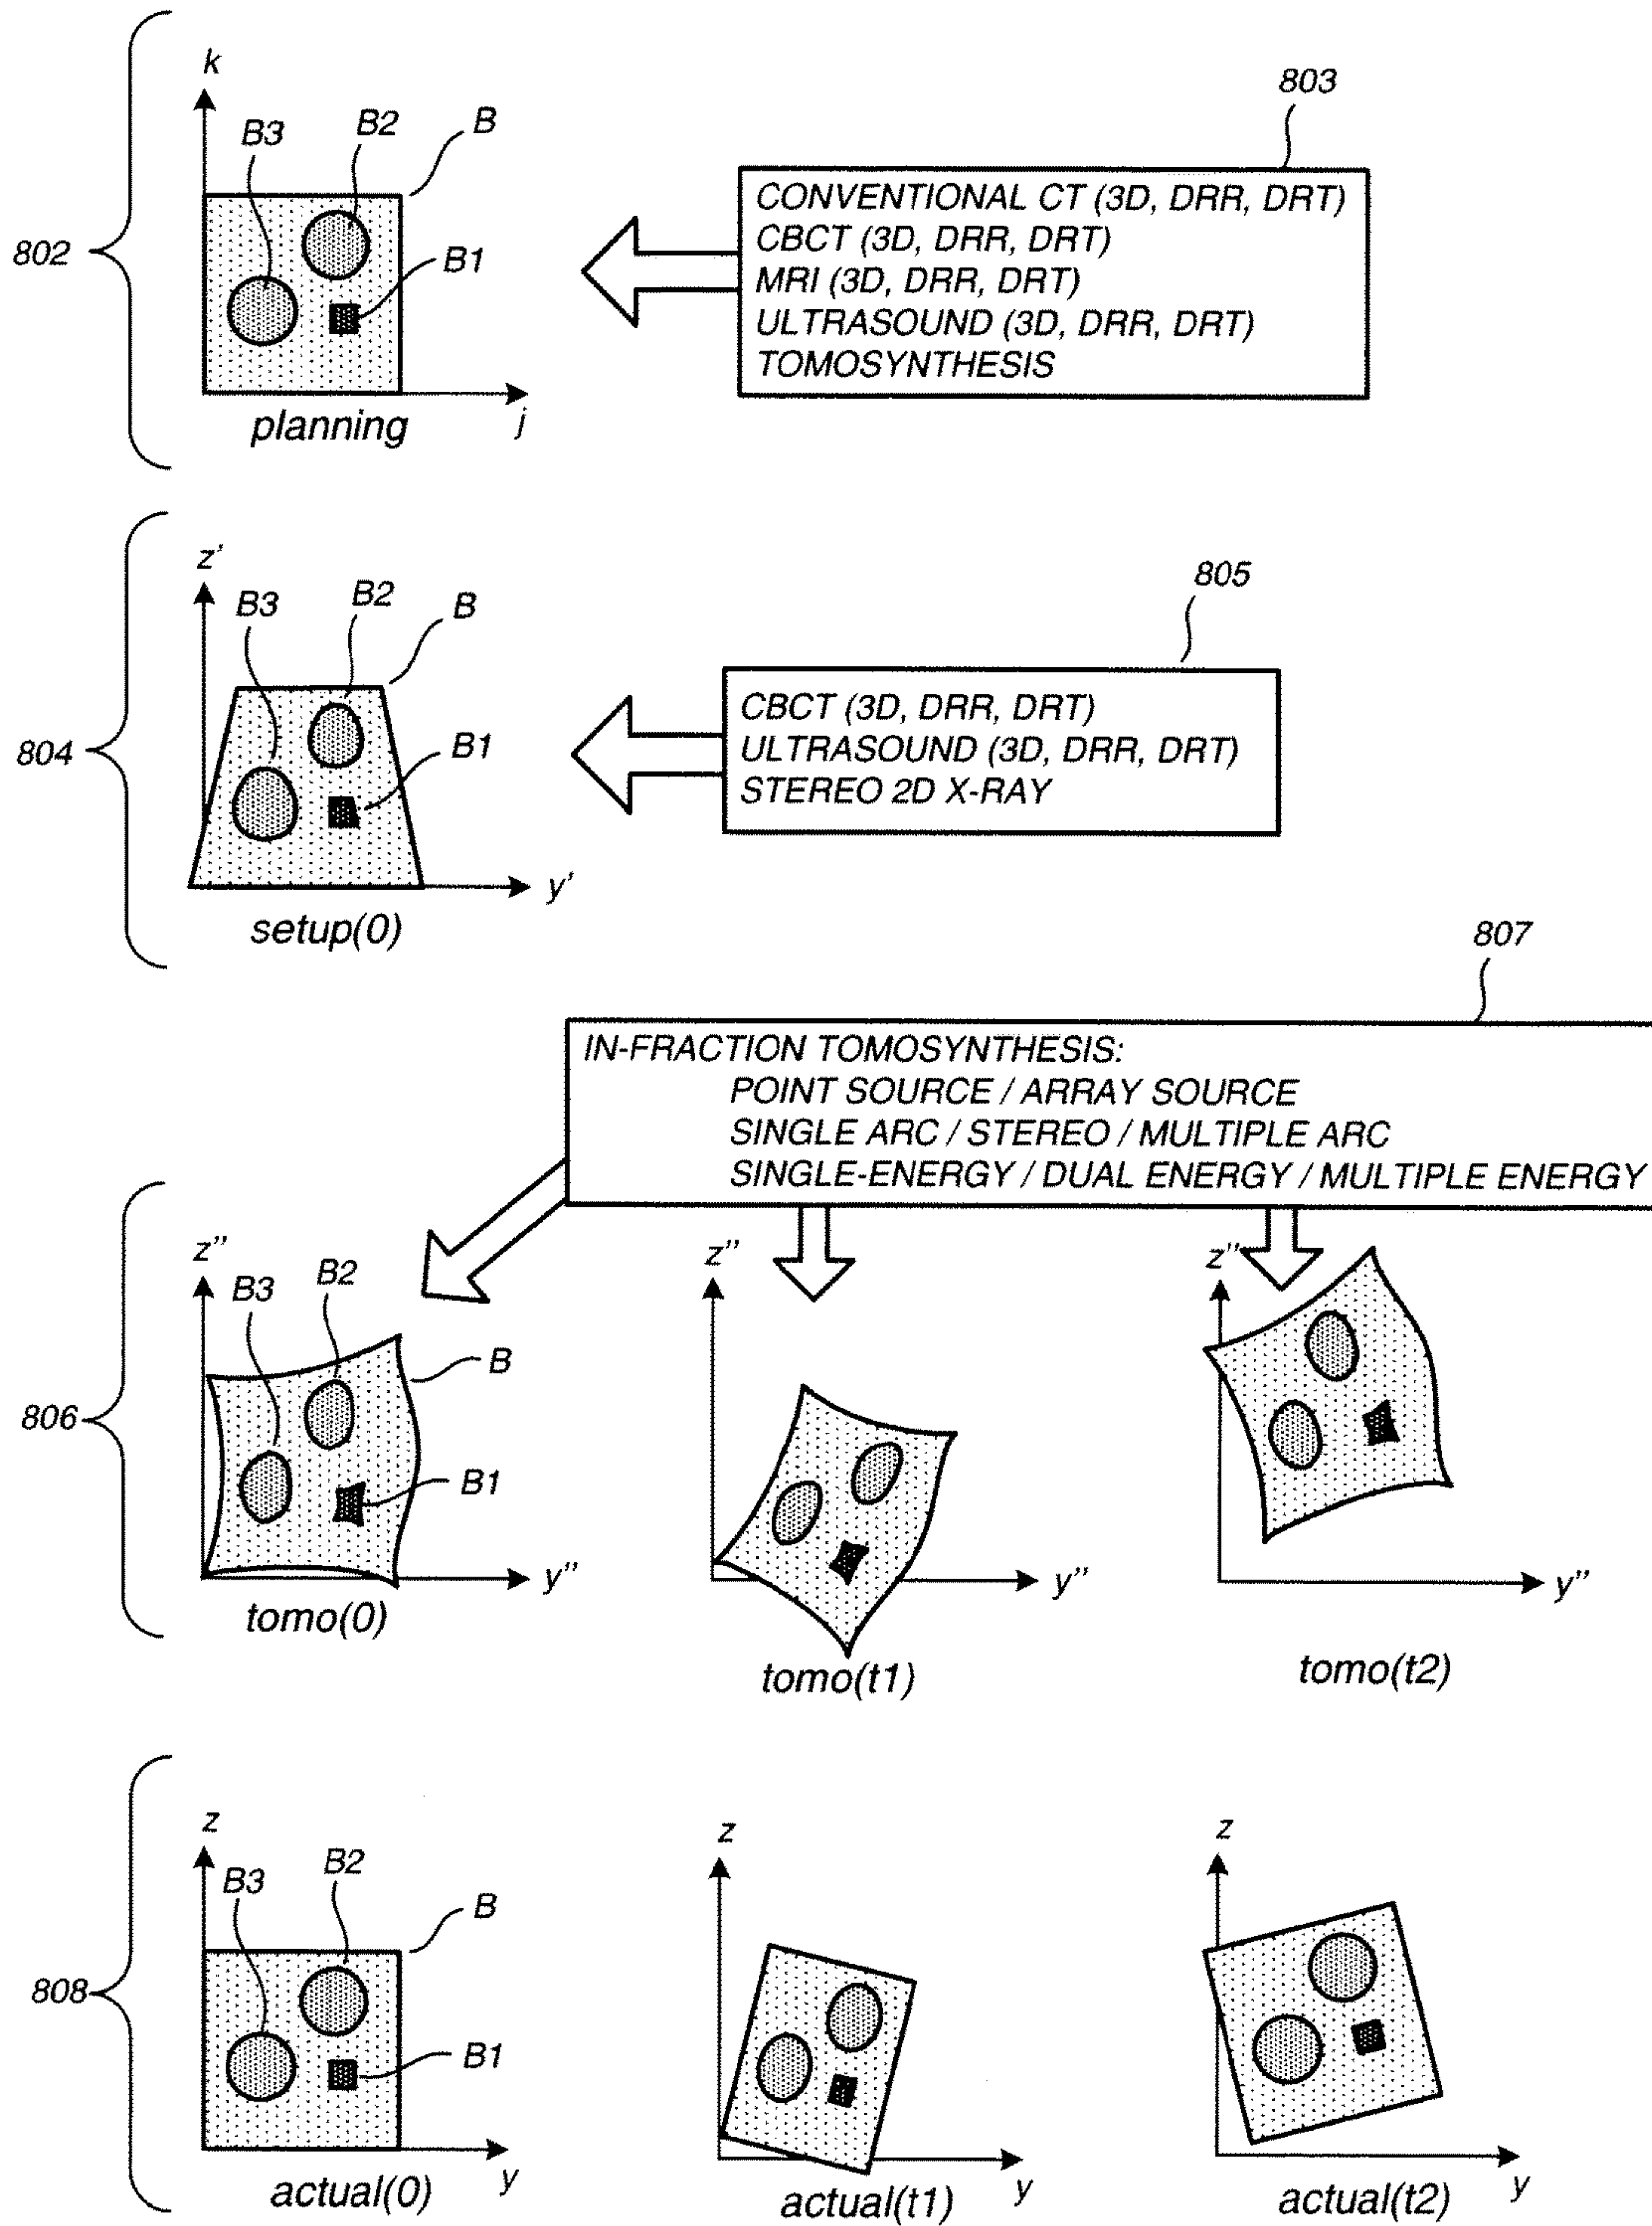 803
k
B3
B2
B
CONVENTIONAL CT (3D, DRR, DRT)
CBCT (3D, DRR, DRT)
MRI (3D, DRR, DRT)
ULTRASOUND (3D, DRR, DRT)
TOMOSYNTHESIS
802
B1
planning
j
z'
805
B3
B2
B
CBCT (3D, DRR, DRT)
ULTRASOUND (3D, DRR, DRT)
STEREO 2D X-RAY
804
B1
y'
setup(0)
807
IN-FRACTION TOMOSYNTHESIS:
POINT SOURCE / ARRAY SOURCE
SINGLE ARC / STEREO / MULTIPLE ARC
SINGLE-ENERGY / DUAL ENERGY / MULTIPLE ENERGY
z''
z''
z''
B3
B2
B
806
B1
y''
y''
y''
tomo(0)
tomo(t1)
tomo(t2)
z
z
z
B3
B2
B
808
B1
y
y
y
actual(0)
actual(t1)
actual(t2)